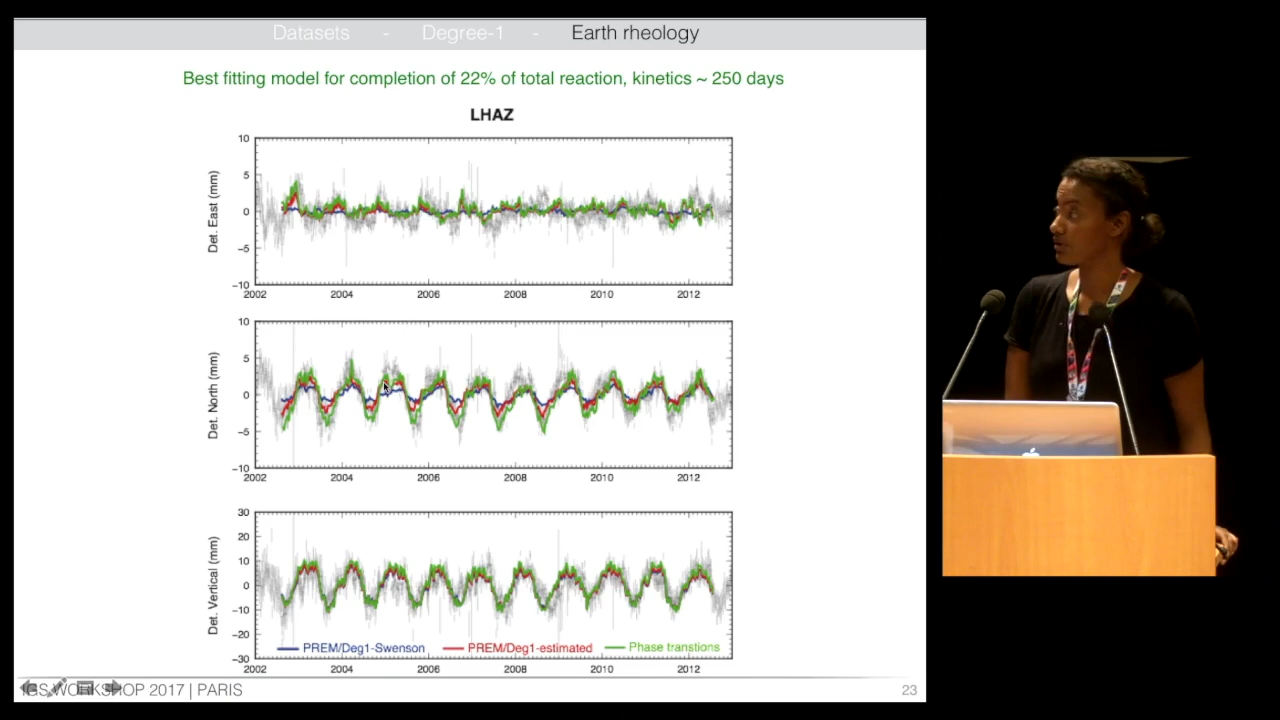 Datasets - Degree-1 - Earth rheology
Best fitting model for completion of 22% of total reaction, kinetics ~ 250 days
LHAZ
Det. East (mm)
10
5
0
−5
−10
2002 2004 2006 2008 2010 2012
Det. North (mm)
10
5
0
−5
−10
2002 2004 2006 2008 2010 2012
Det. Vertical (mm)
30
20
10
0
−10
−20
−30
PREM/Deg1-Swenson PREM/Deg1-estimated Phase transtions
2002 2004 2006 2008 2010 2012
IGS WORKSHOP 2017 | PARIS 23